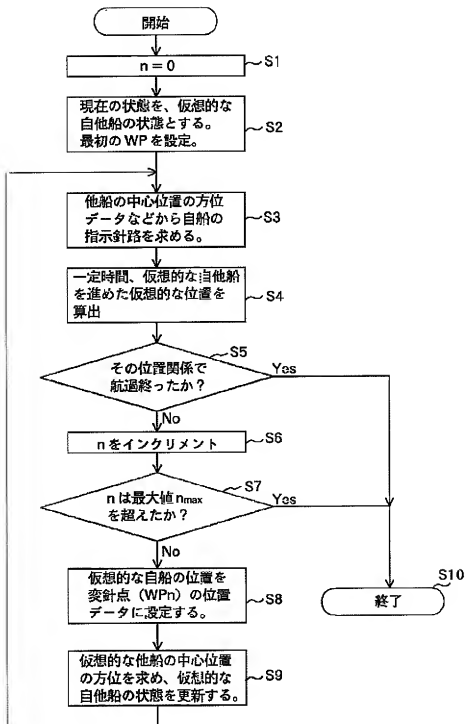 開始
n = 0
S1
現在の状態を、仮想的な
自他船の状態とする。
最初の WP を設定。
S2
他船の中心位置の方位
データなどから自船の
指示針路を求める。
S3
一定時間、仮想的な自他船
を進めた仮想的な位置を
算出
S4
S5
その位置関係で
航過終ったか?
Yes
No
nをインクリメント
S6
S7
n は最大値 nmax
を超えたか?
Yes
No
仮想的な自船の位置を
変針点(WPn)の位置
データに設定する。
S8
S10
終了
仮想的な他船の中心位置
の方位を求め、仮想的な
自他船の状態を更新する。
S9